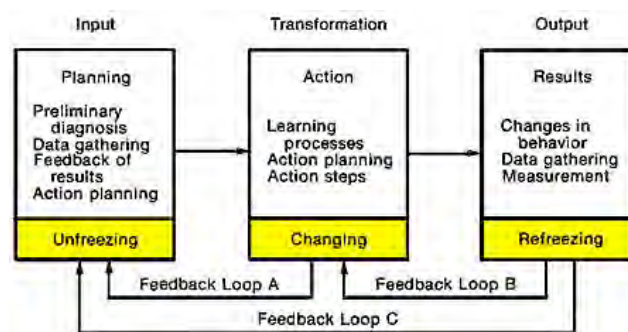 Input
Transformation
Output
Planning
Preliminary
diagnosis
Data gathering
Feedback of
results
Action planning
Unfreezing
Action
Learning
processes
Action planning
Action steps
Changing
Results
Changes in
behavior
Data gathering
Measurement
Refreezing
Feedback Loop A
Feedback Loop B
Feedback Loop C